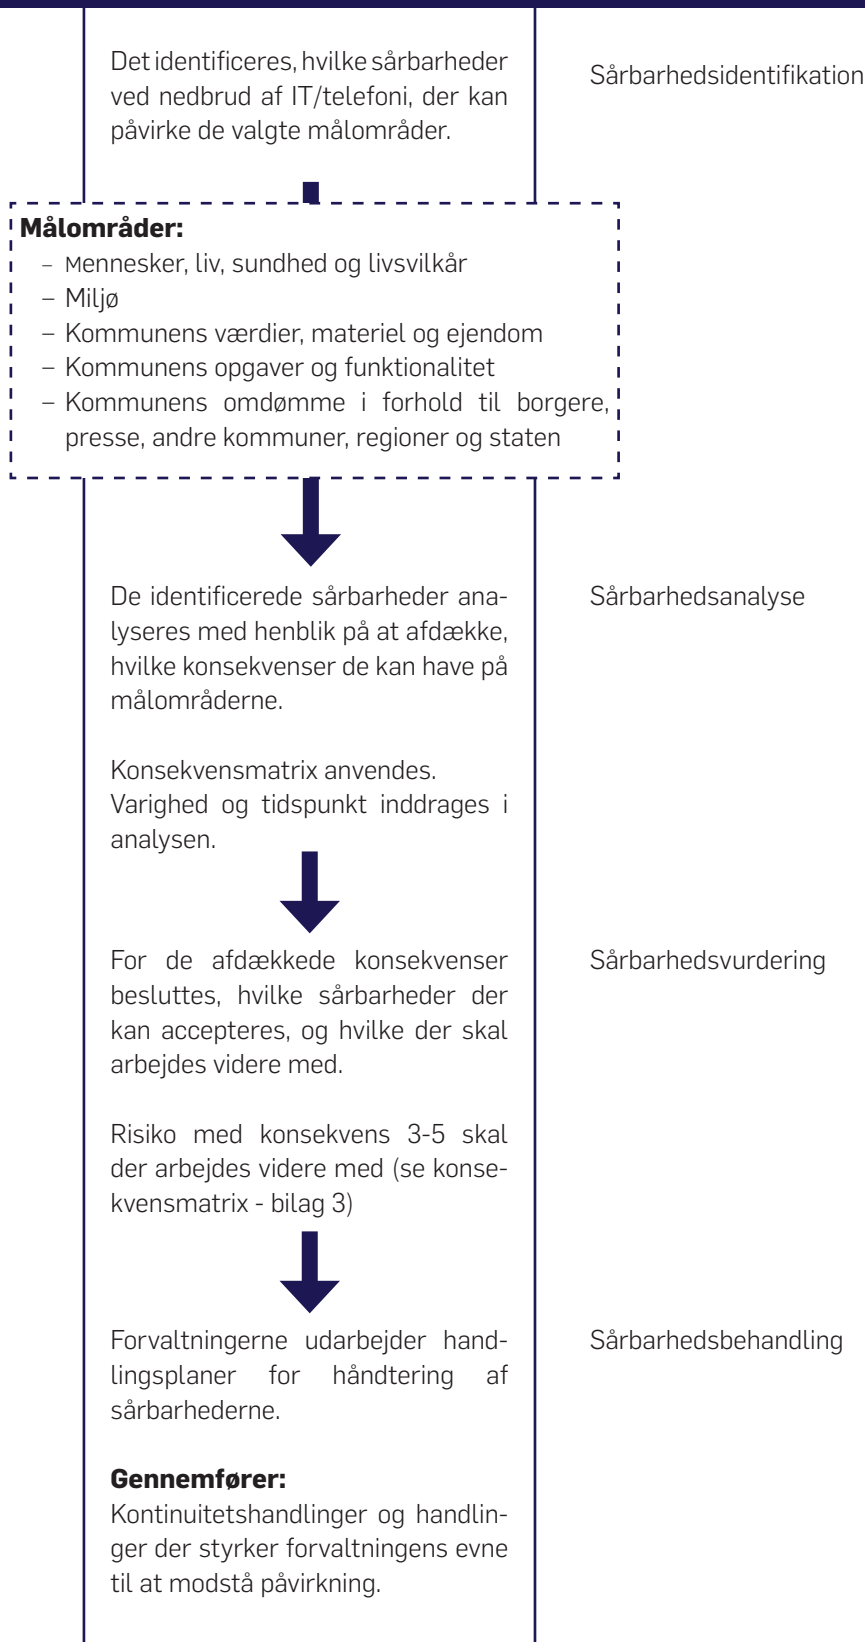 Det identificeres, hvilke sårbarheder
ved nedbrud af IT/telefoni, der kan
påvirke de valgte målområder.
Sårbarhedsidentifikation
Målområder:
– Mennesker, liv, sundhed og livsvilkår
– Miljø
– Kommunens værdier, materiel og ejendom
– Kommunens opgaver og funktionalitet
– Kommunens omdømme i forhold til borgere,
presse, andre kommuner, regioner og staten
De identificerede sårbarheder ana-
lyseres med henblik på at afdække,
hvilke konsekvenser de kan have på
målområderne.
Konsekvensmatrix anvendes.
Varighed og tidspunkt inddrages i
analysen.
Sårbarhedsanalyse
For de afdækkede konsekvenser
besluttes, hvilke sårbarheder der
kan accepteres, og hvilke der skal
arbejdes videre med.
Risiko med konsekvens 3-5 skal
der arbejdes videre med (se konse-
kvensmatrix - bilag 3)
Sårbarhedsvurdering
Forvaltningerne udarbejder hand-
lingsplaner for håndtering af
sårbarhederne.
Gennemfører:
Kontinuitetshandlinger og handlin-
ger der styrker forvaltningens evne
til at modstå påvirkning.
Sårbarhedsbehandling